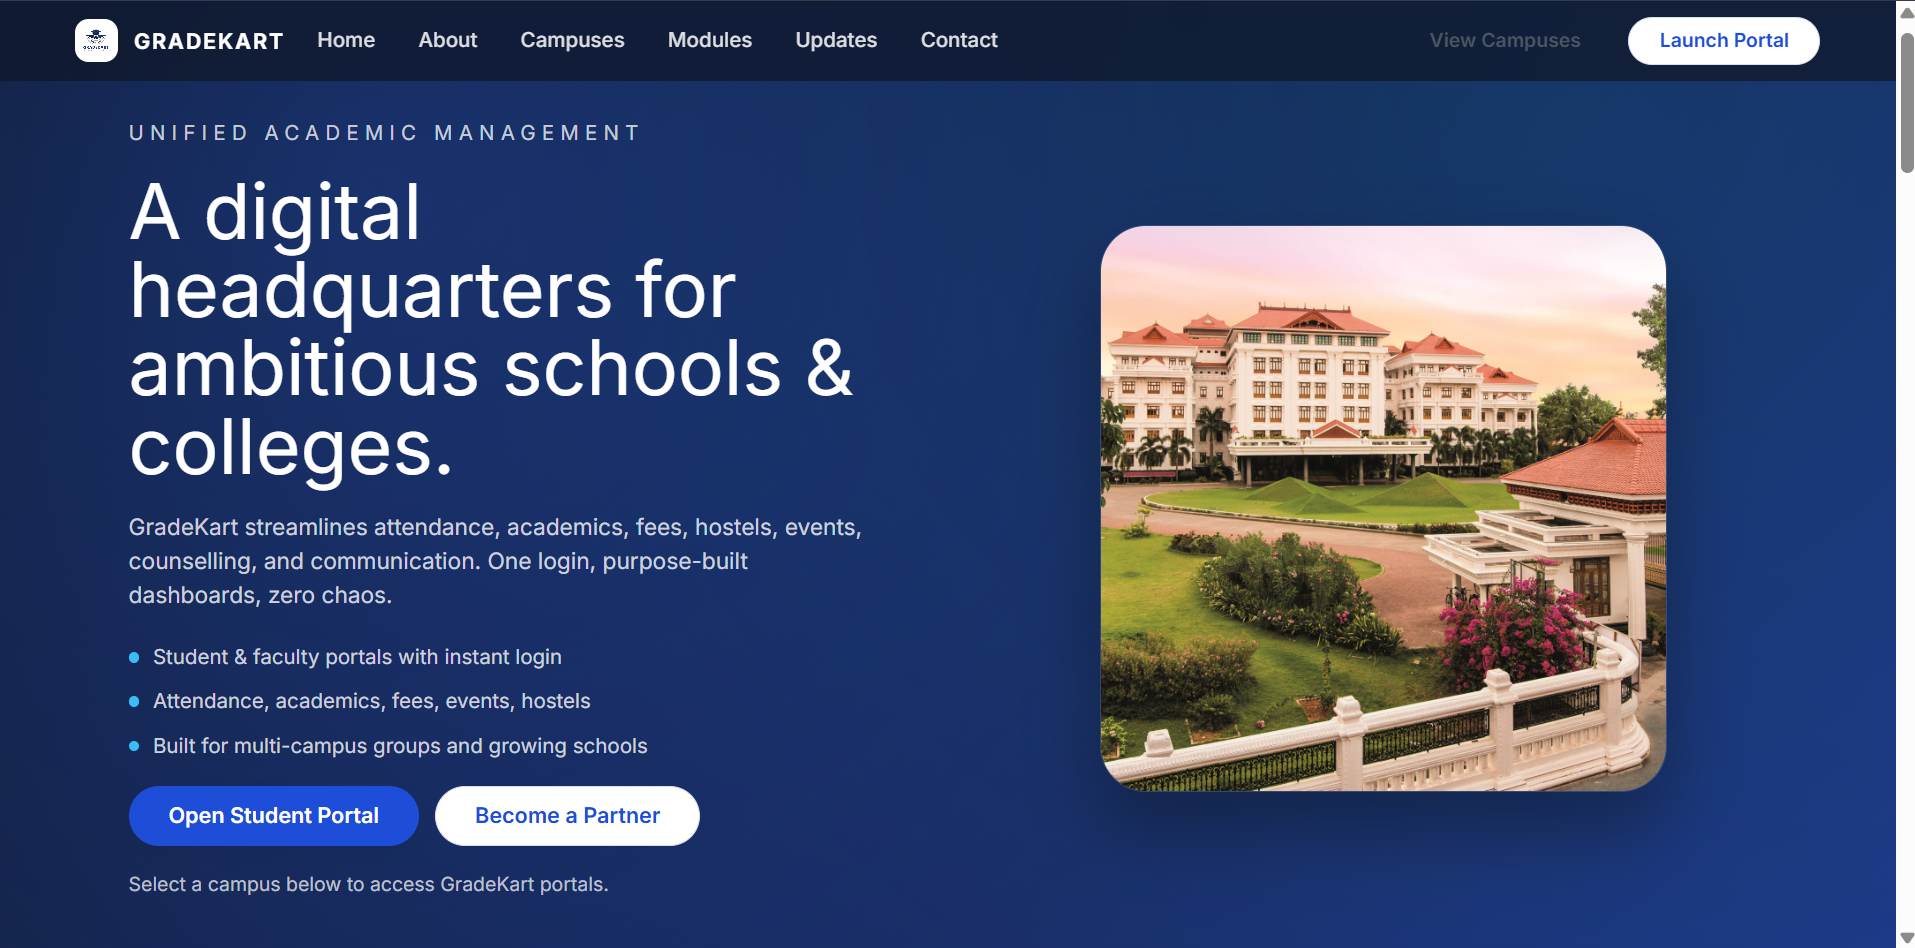 GRADEKART
Home
About
Campuses
Modules
Updates
Contact
View Campuses
Launch Portal
UNIFIED ACADEMIC MANAGEMENT
A digital
headquarters for
ambitious schools &
colleges.
GradeKart streamlines attendance, academics, fees, hostels, events,
counselling, and communication. One login, purpose-built
dashboards, zero chaos.
Student & faculty portals with instant login
Attendance, academics, fees, events, hostels
Built for multi-campus groups and growing schools
Open Student Portal
Become a Partner
Select a campus below to access GradeKart portals.